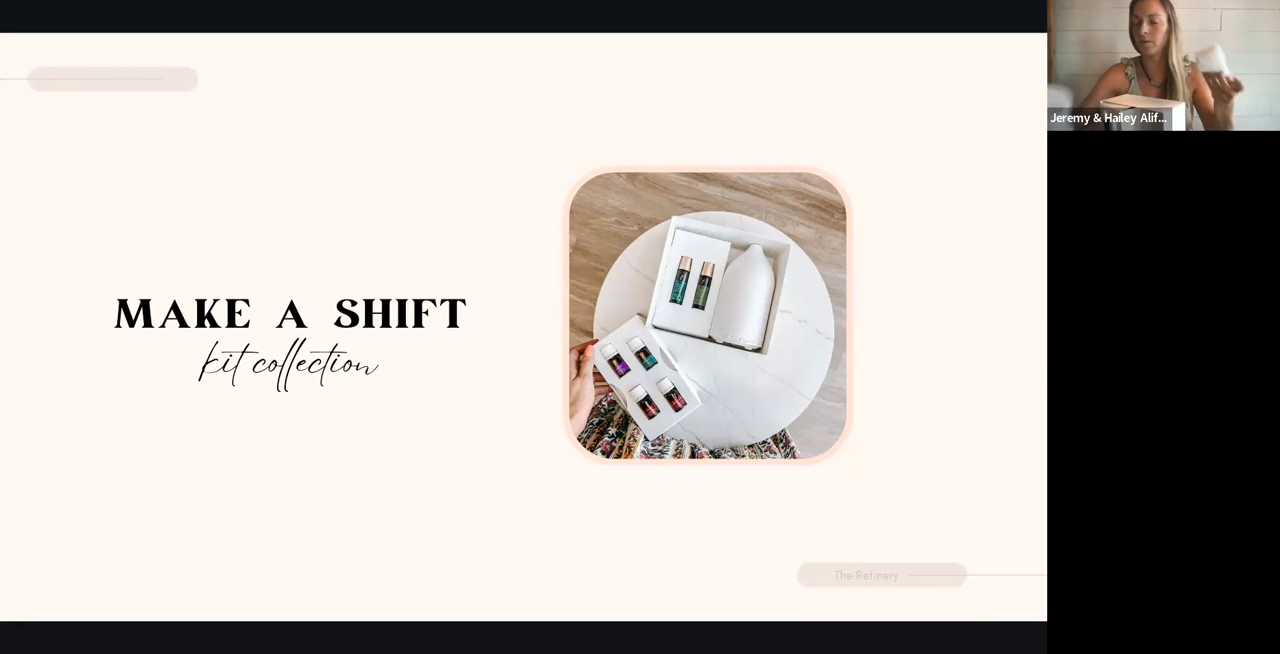 Jeremy & Hailey Alif...
MAKE A SHIFT
kit collection
The Refinery